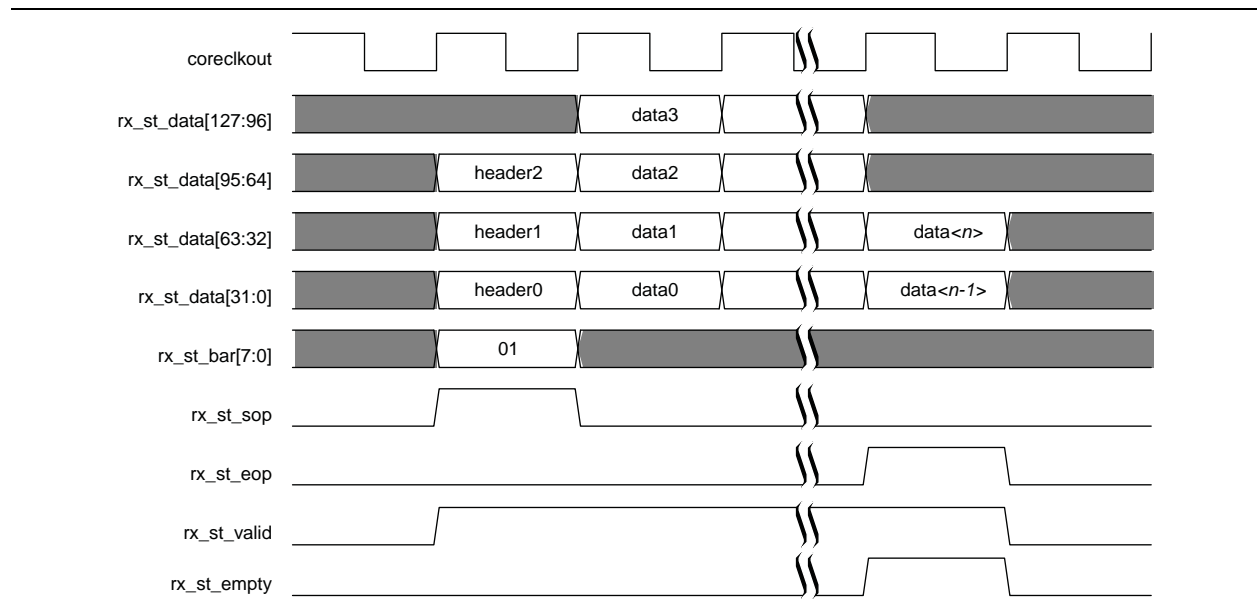 coreclkout
rx_st_data[127:96] data3
rx_st_data[95:64] header2 data2
rx_st_data[63:32] header1 data1 data<n>
rx_st_data[31:0] header0 data0 data<n-1>
rx_st_bar[7:0] 01
rx_st_sop
rx_st_eop
rx_st_valid
rx_st_empty